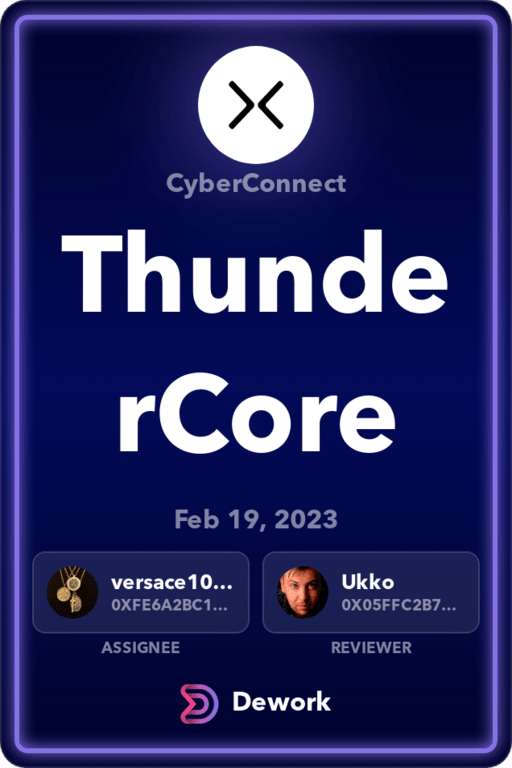 CyberConnect
Thunde
rCore
Feb 19, 2023
versace10...
0XFE6A2BC1...
ASSIGNEE
Ukko
0X05FFC2B7...
REVIEWER
Dework